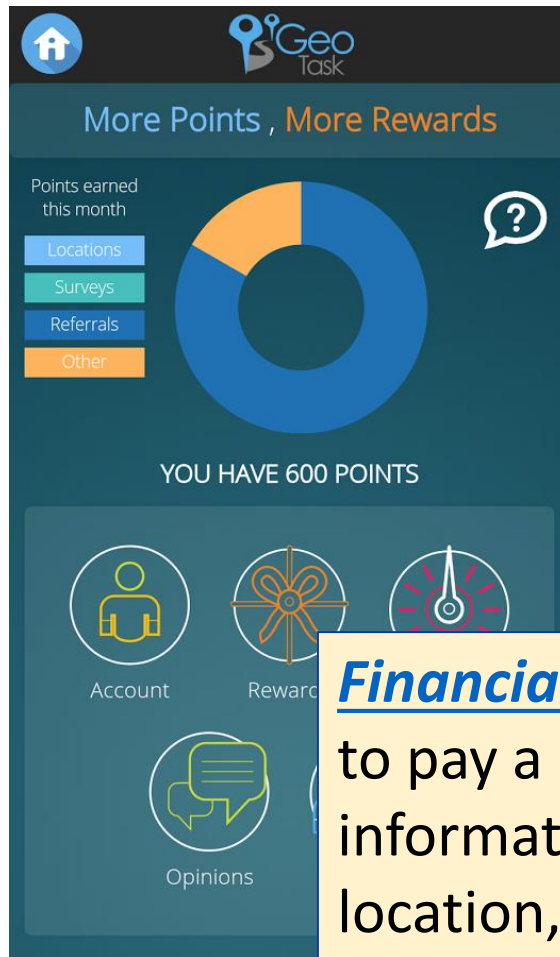 Geo
Task
More Points , More Rewards
Points earned
this month
Locations
Surveys
Referrals
Other
YOU HAVE 600 POINTS
Account
Opinions
to pay a
location,